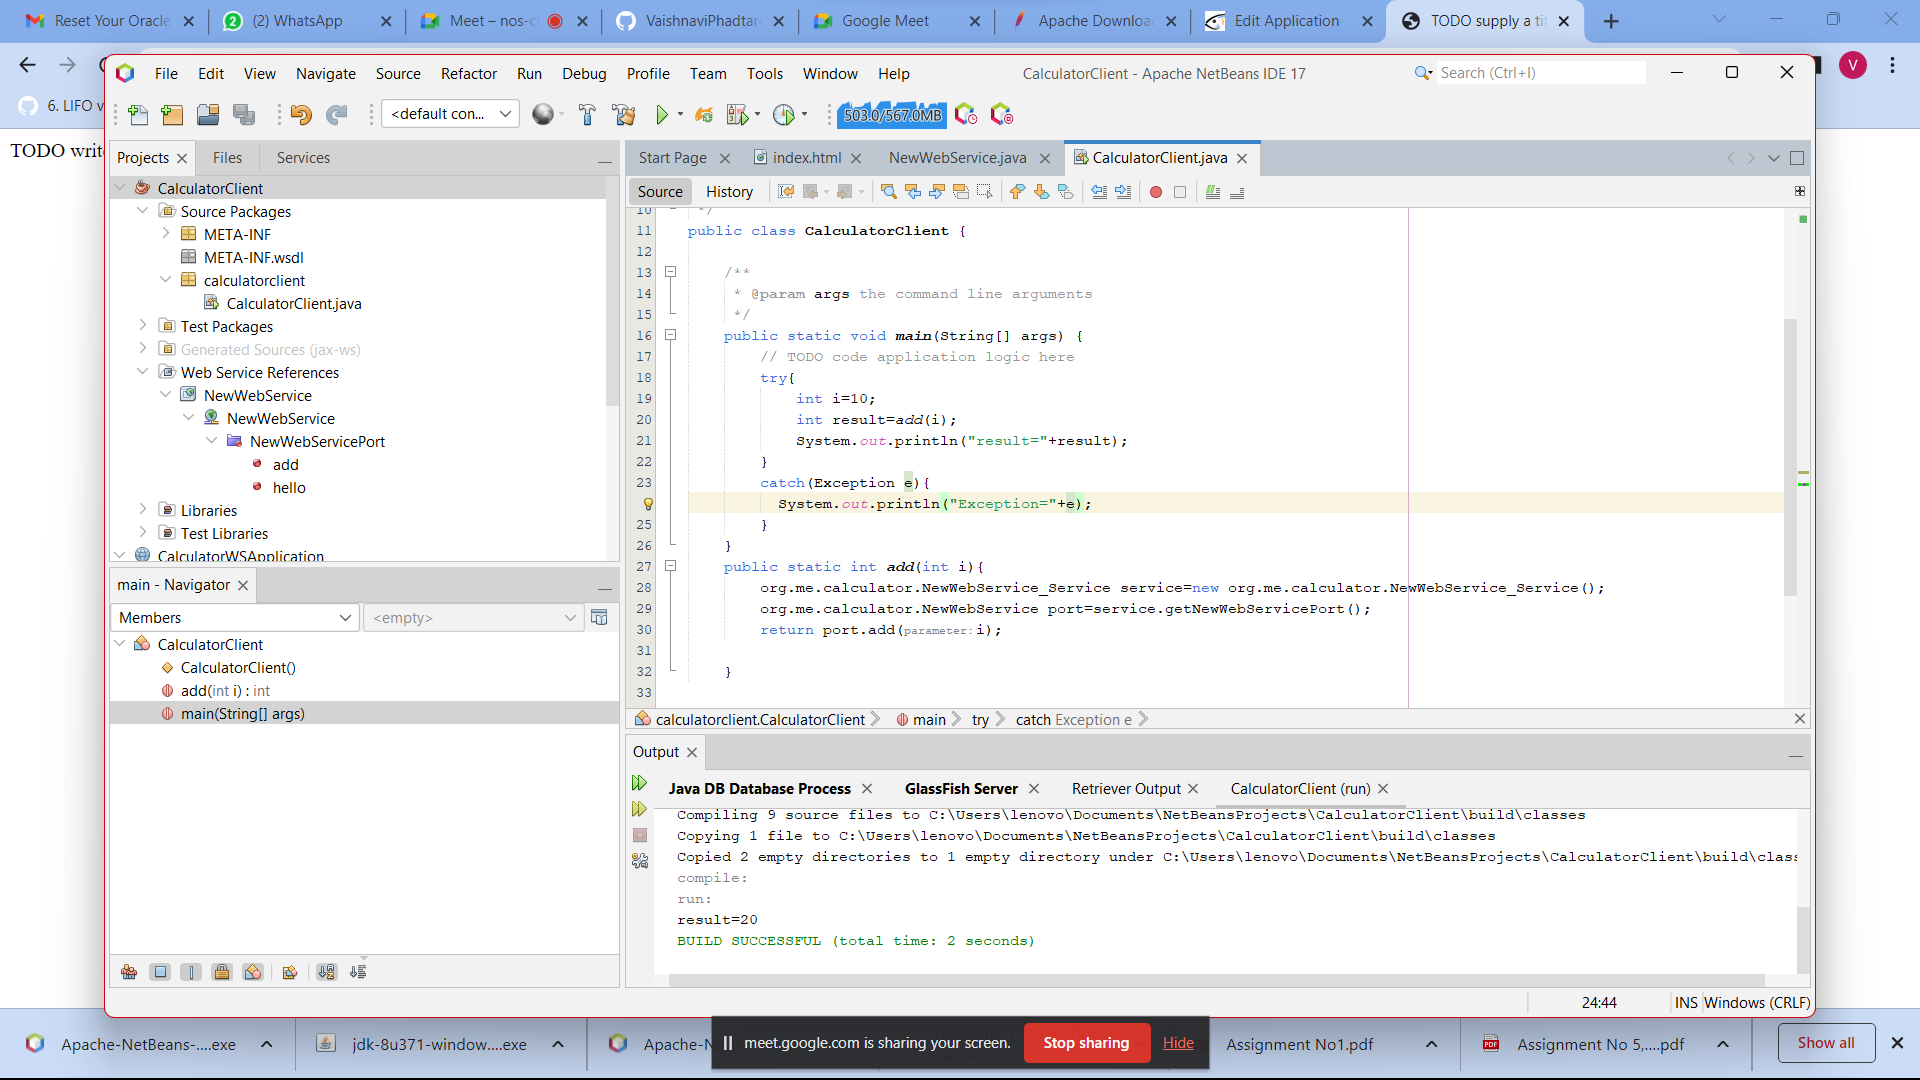 Reset Your Oracle
(2) WhatsApp
Meet – nos-c
VaishnaviPhadtar
Google Meet
Apache Downloa
Edit Application
TODO supply a tit
V
6. LIFO v
TODO write
File Edit View Navigate Source Refactor Run Debug Profile Team Tools Window Help
CalculatorClient - Apache NetBeans IDE 17
Search (Ctrl+I)
<default con...
503.0/567.0MB
Projects Files Services
CalculatorClient
Source Packages
META-INF
META-INF.wsdl
calculatorclient
CalculatorClient.java
Test Packages
Generated Sources (jax-ws)
Web Service References
NewWebService
NewWebService
NewWebServicePort
add
hello
Libraries
Test Libraries
CalculatorWSApplication
main - Navigator
Members <empty>
CalculatorClient
CalculatorClient()
add(int i) : int
main(String[] args)
Start Page index.html NewWebService.java CalculatorClient.java
Source History
10 */
11 public class CalculatorClient {
12
13 /**
14 * @param args the command line arguments
15 */
16 public static void main(String[] args) {
17 // TODO code application logic here
18 try{
19 int i=10;
20 int result=add(i);
21 System.out.println("result="+result);
22 }
23 catch(Exception e){
System.out.println("Exception="+e);
25 }
26 }
27 public static int add(int i){
28 org.me.calculator.NewWebService_Service service=new org.me.calculator.NewWebService_Service();
29 org.me.calculator.NewWebService port=service.getNewWebServicePort();
30 return port.add(parameter: i);
31
32 }
33
calculatorclient.CalculatorClient main try catch Exception e
Output
Java DB Database Process GlassFish Server Retriever Output CalculatorClient (run)
Compiling 9 source files to C:\Users\lenovo\Documents\NetBeansProjects\CalculatorClient\build\classes
Copying 1 file to C:\Users\lenovo\Documents\NetBeansProjects\CalculatorClient\build\classes
Copied 2 empty directories to 1 empty directory under C:\Users\lenovo\Documents\NetBeansProjects\CalculatorClient\build\clas
compile:
run:
result=20
BUILD SUCCESSFUL (total time: 2 seconds)
24:44 INS Windows (CRLF)
Apache-NetBeans-....exe
jdk-8u371-window....exe
Apache-N
meet.google.com is sharing your screen. Stop sharing Hide
Assignment No1.pdf
PDF Assignment No 5,....pdf
Show all